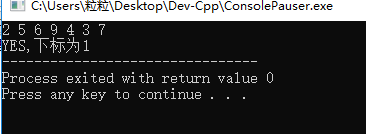 C:\Users\粒粒\Desktop\Dev-Cpp\ConsolePauser.exe
2 5 6 9 4 3 7
YES,下标为1
--------------------------------
Process exited with return value 0
Press any key to continue . . .